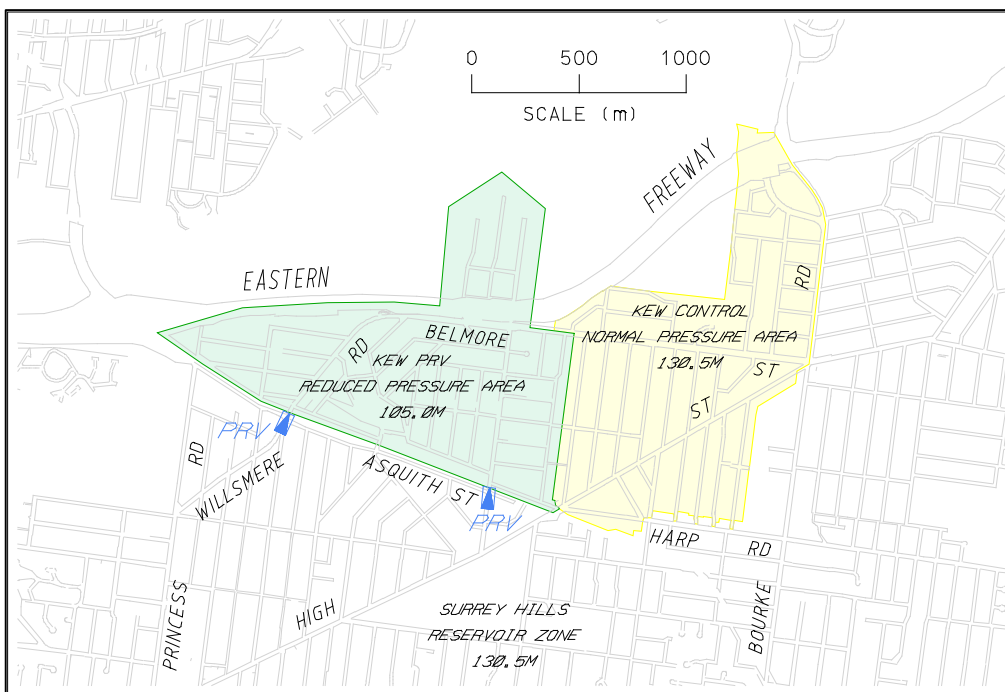 0 500 1000
SCALE (m)
FREEWAY
EASTERN
RD
KEW CONTROL
NORMAL PRESSURE AREA
130.5M
BELMORE
RD
KEW PRV
REDUCED PRESSURE AREA
105.0M
ST
ST
PRV
RD
WILLSMERE
ASQUITH ST
PRV
HARP RD
HIGH
PRINCESS
BOURKE
SURREY HILLS
RESERVOIR ZONE
130.5M